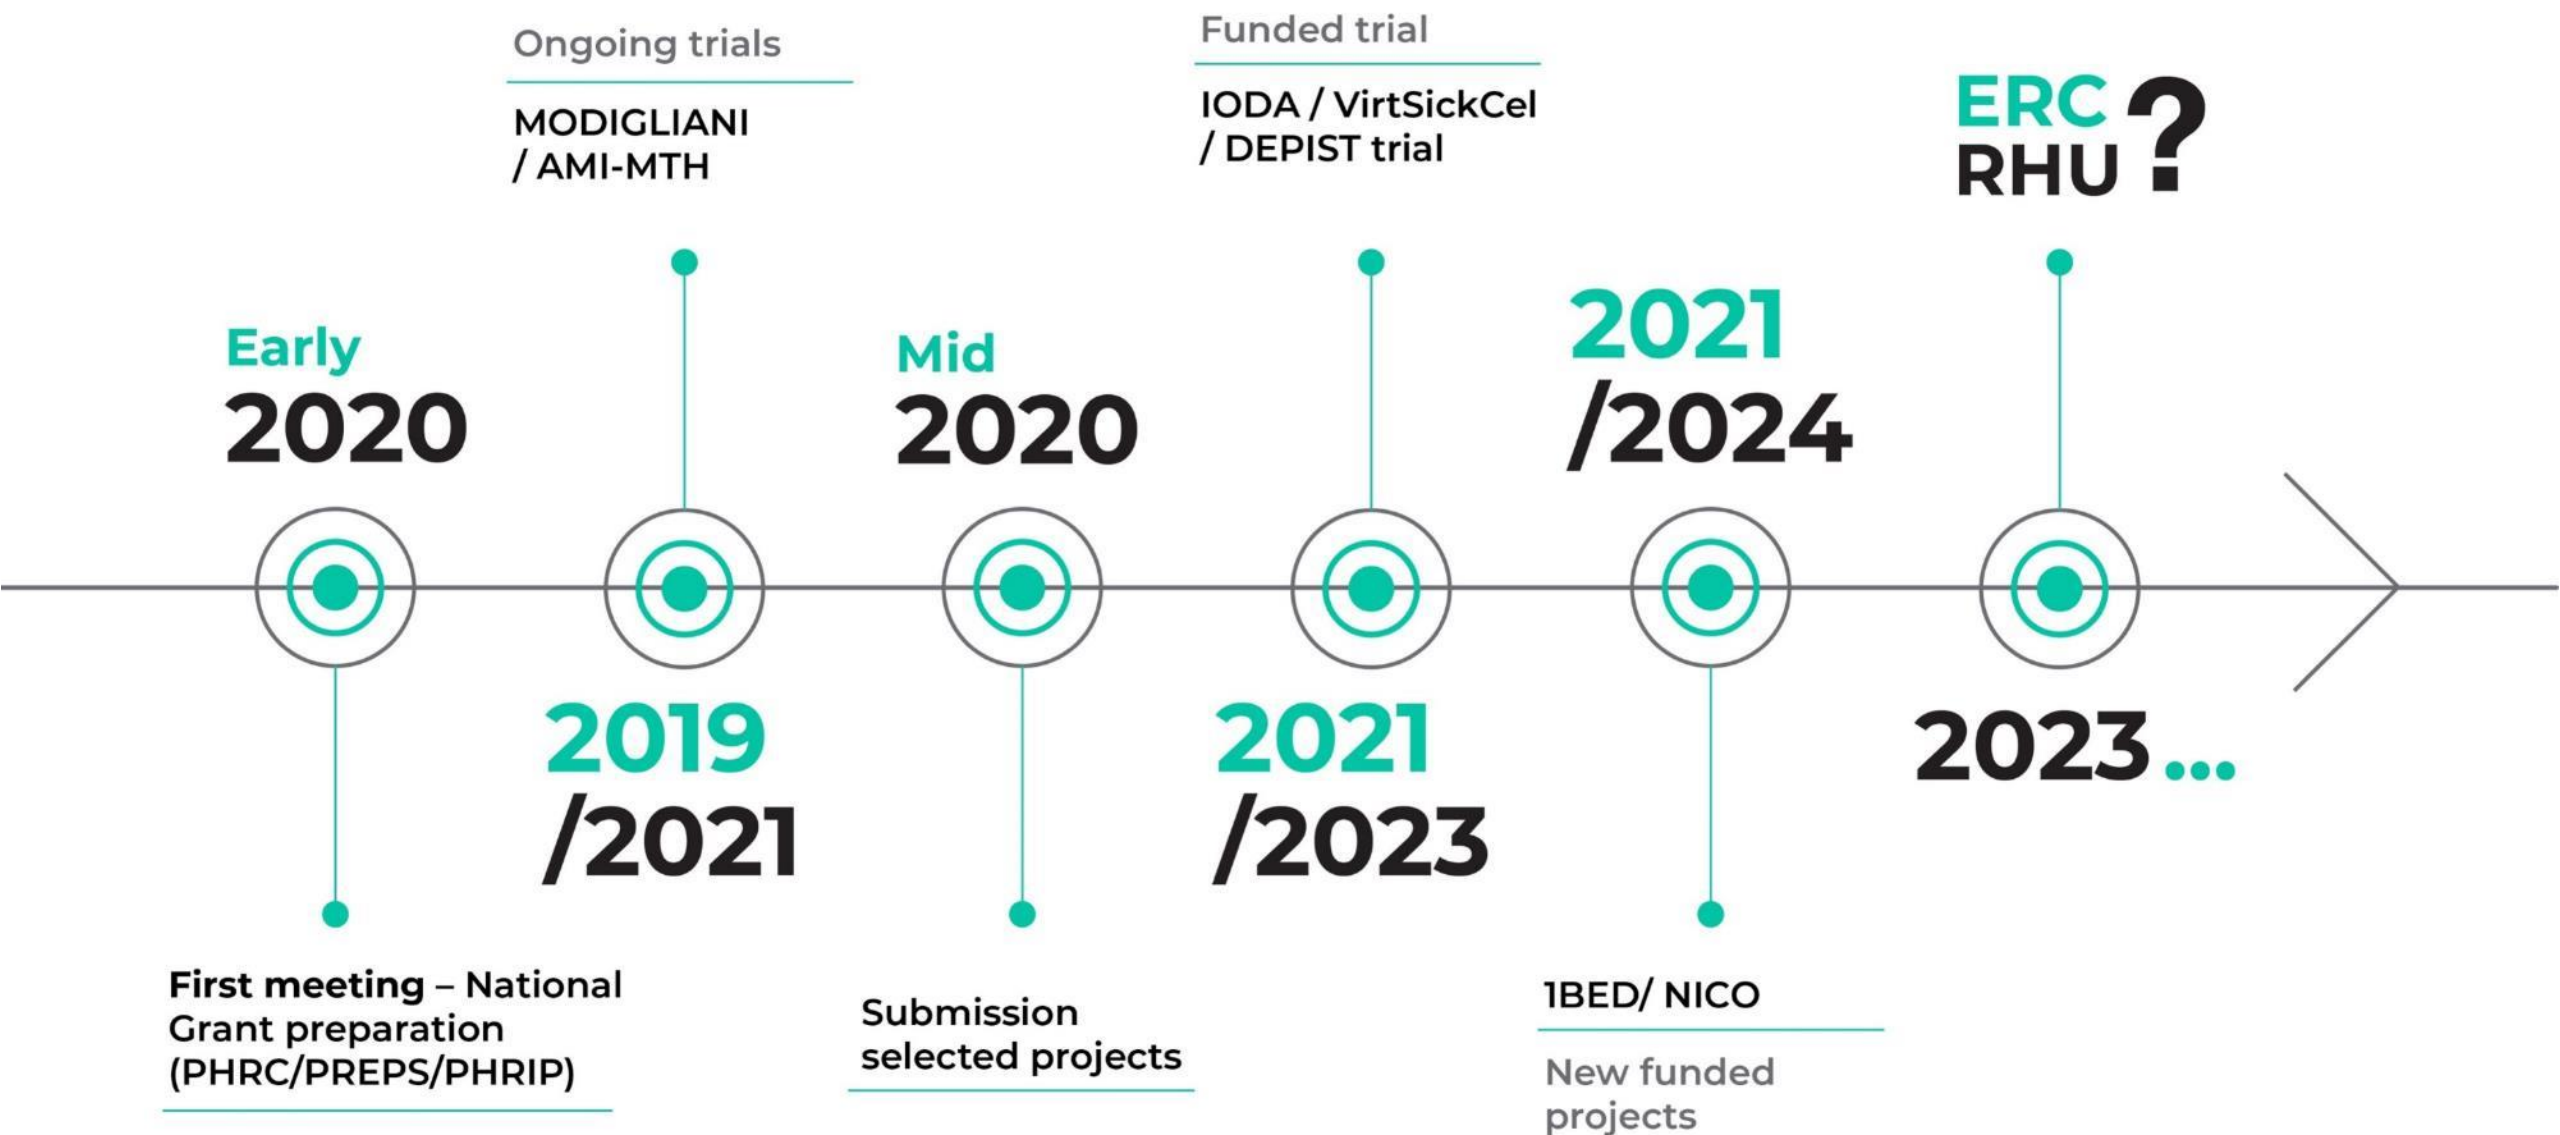 Early
2020
First meeting – National
Grant preparation
(PHRC/PREPS/PHRIP)
Ongoing trials
MODIGLIANI
/ AMI-MTH
2019
/2021
Mid
2020
Submission
selected projects
Funded trial
IODA / VirtSickCel
/ DEPIST trial
2021
/2023
2021
/2024
1BED/ NICO
New funded
projects
ERC
RHU ?
2023...